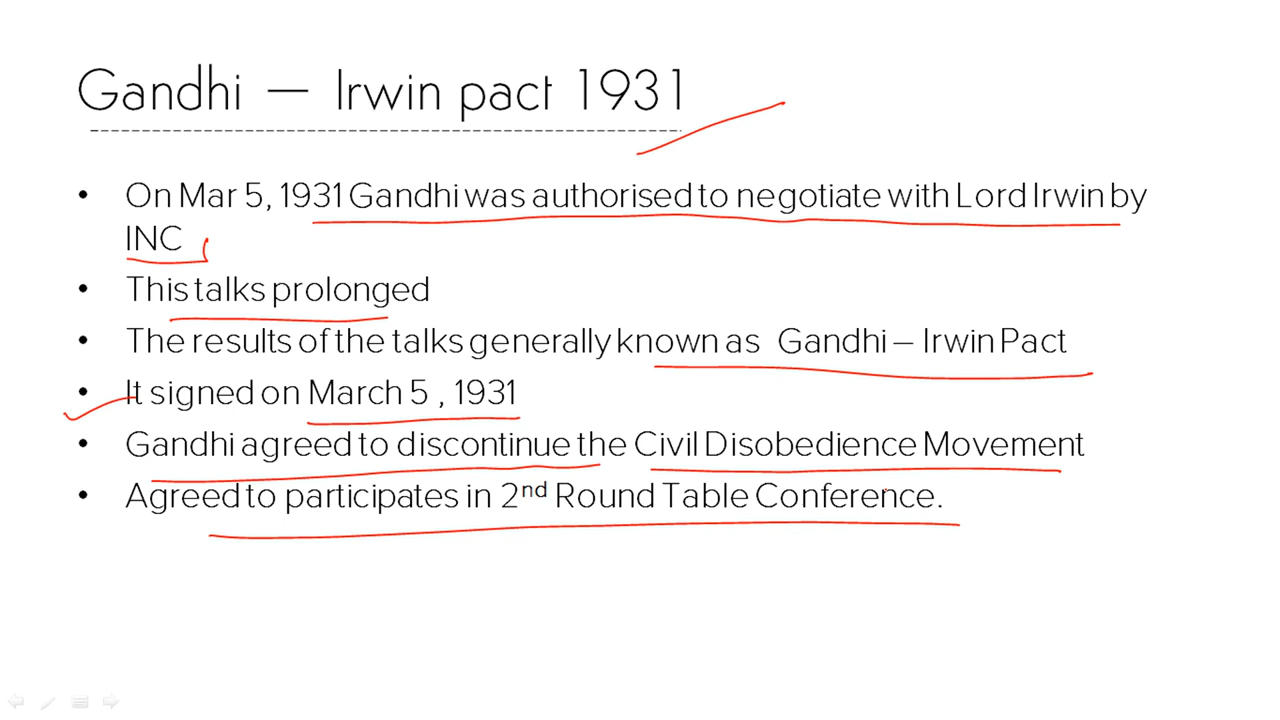 Gandhi — Irwin pact 1931
• On Mar 5, 1931 Gandhi was authorised to negotiate with Lord Irwin by
INC
• This talks prolonged
• The results of the talks generally known as Gandhi – Irwin Pact
• It signed on March 5 , 1931
• Gandhi agreed to discontinue the Civil Disobedience Movement
• Agreed to participates in 2nd Round Table Conference.